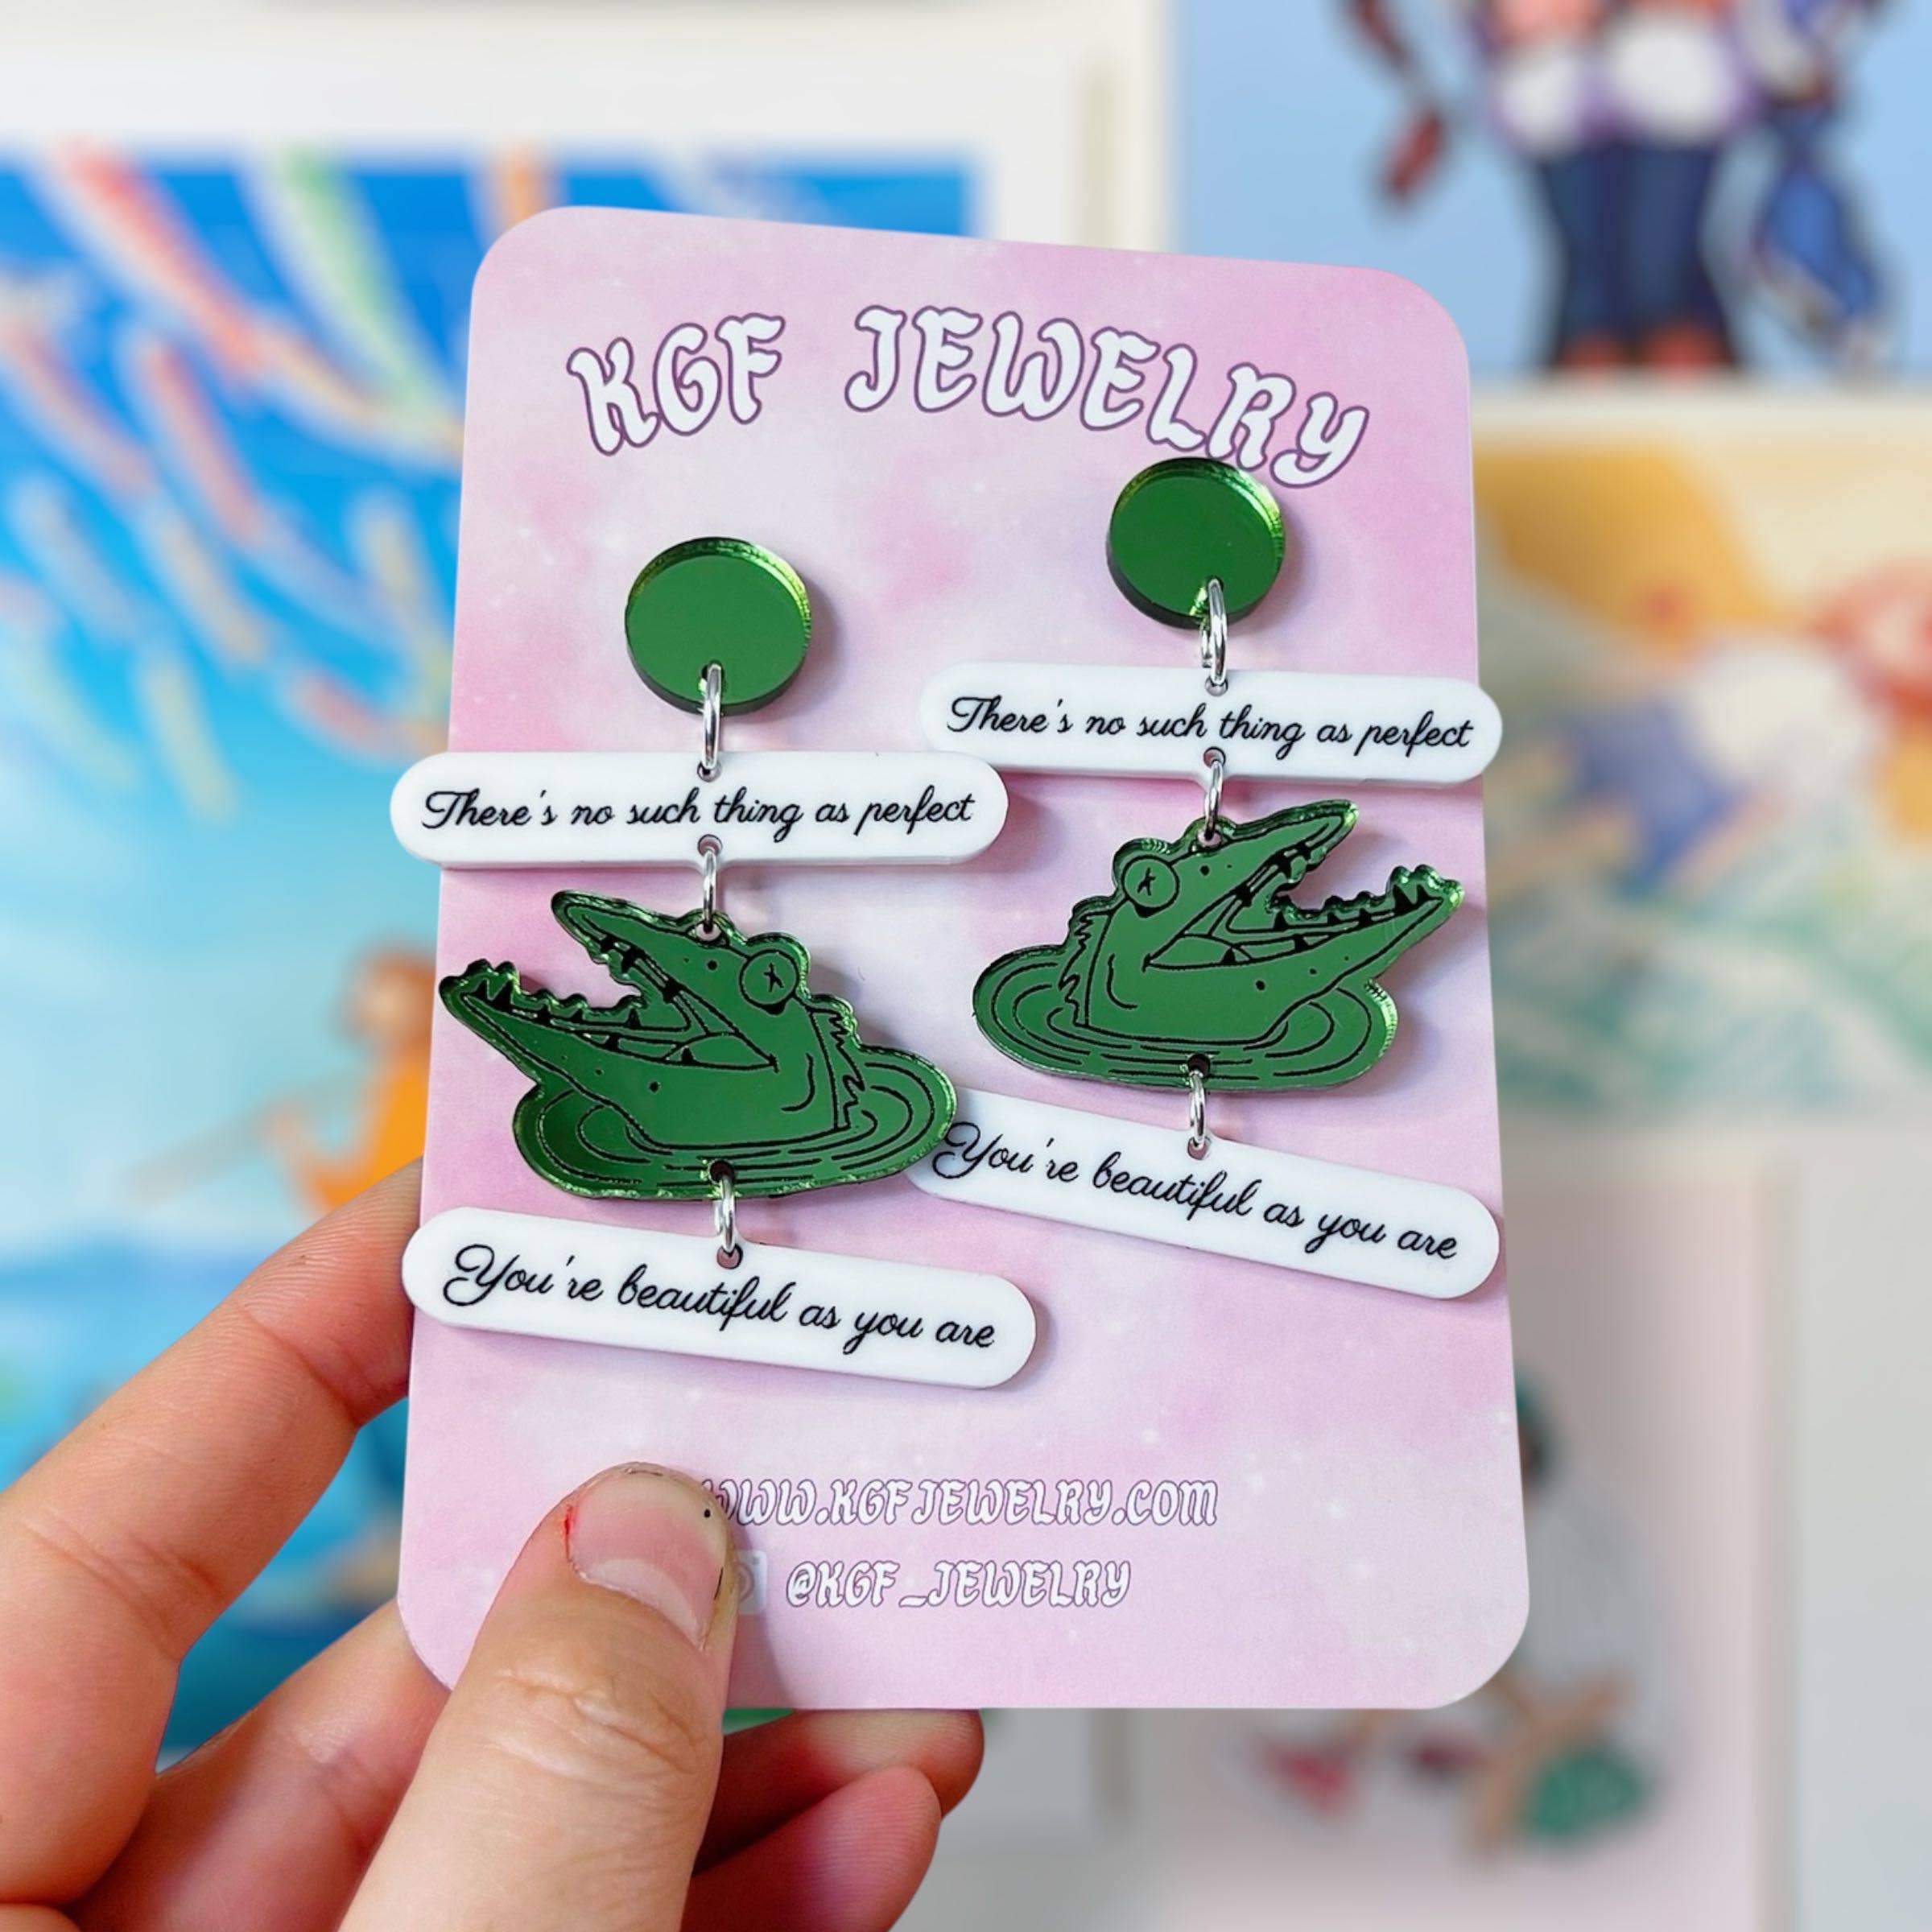 KGF JEWELRY
There's no such thing as perfect
There's no such thing as perfect
You're beautiful as you are
You're beautiful as you are
WWW.KGFJEWELRY.COM
@KGF_JEWELRY